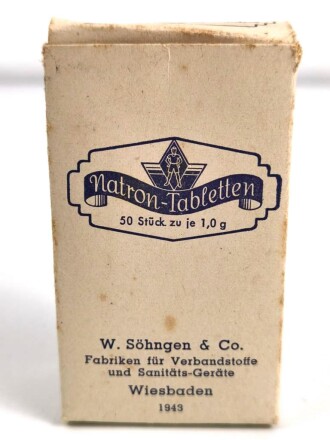 Natron-Tabletten
50 Stück zu je 1,0 g
W. Söhngen & Co.
Fabriken für Verbandstoffe
und Sanitäts-Geräte
Wiesbaden
1943